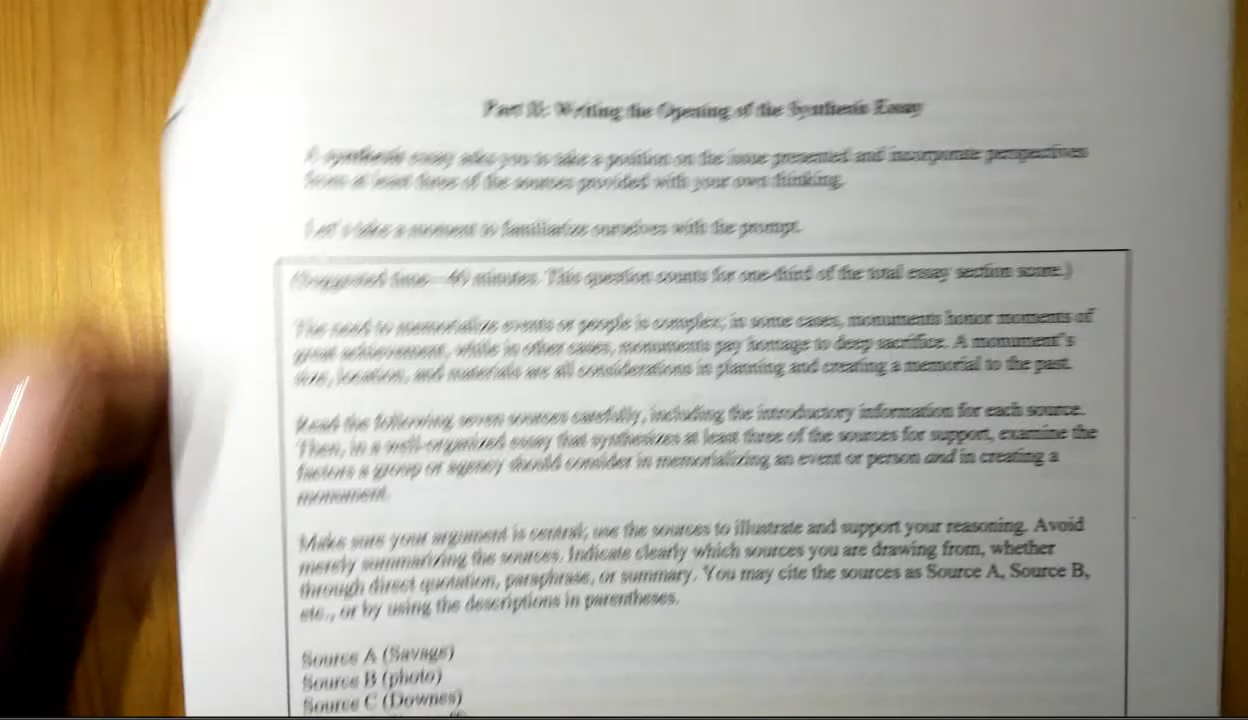 Part II: Writing the Opening of the Synthesis Essay
A synthesis essay asks you to take a position on the issue presented and incorporate perspectives
from at least three of the sources provided with your own thinking.
Let's take a moment to familiarize ourselves with the prompt.
(Suggested time—40 minutes. This question counts for one-third of the total essay section score.)
The need to memorialize events or people is complex; in some cases, monuments honor moments of
great achievement, while in other cases, monuments pay homage to deep sacrifice. A monument's
size, location, and materials are all considerations in planning and creating a memorial to the past.
Read the following seven sources carefully, including the introductory information for each source.
Then, in a well-organized essay that synthesizes at least three of the sources for support, examine the
factors a group or agency should consider in memorializing an event or person and in creating a
monument.
Make sure your argument is central; use the sources to illustrate and support your reasoning. Avoid
merely summarizing the sources. Indicate clearly which sources you are drawing from, whether
through direct quotation, paraphrase, or summary. You may cite the sources as Source A, Source B,
etc., or by using the descriptions in parentheses.
Source A (Savage)
Source B (photo)
Source C (Downes)